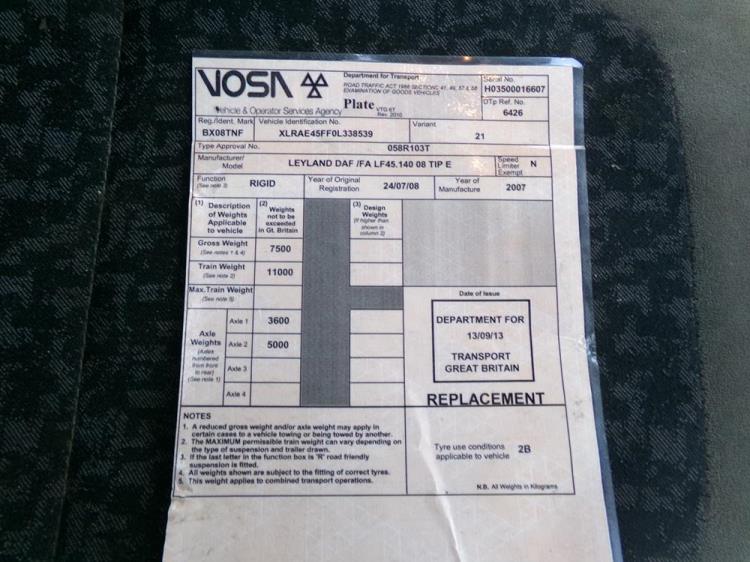 VOSA
Vehicle & Operator Services Agency
Department for Transport
ROAD TRAFFIC ACT 1988 SECTIONS 41, 49, 57 & 58
EXAMINATION OF GOODS VEHICLES
Plate VTG 6T
Rev. 2010
Serial No.
H03500016607
DTp Ref. No.
6426
Reg./Ident. Mark
BX08TNF
Vehicle Identification No.
XLRAE45FF0L338539
Variant
21
Type Approval No. 058R103T
Manufacturer/
Model
LEYLAND DAF /FA LF45.140 08 TIP E
Speed
Limiter
Exempt
N
Function
(See note 3)
RIGID
Year of Original
Registration
24/07/08
Year of
Manufacture
2007
(1) Description
of Weights
Applicable
to vehicle
(2) Weights
not to be
exceeded
in Gt. Britain
(3) Design
Weights
(if higher than
shown in
column 2)
Gross Weight
(See notes 1 & 4)
7500
Train Weight
(See note 2)
11000
Max.Train Weight
(See note 5)
Axle
Weights
(Axles
numbered
from front
to rear)
(See note 1)
Axle 1 3600
Axle 2 5000
Axle 3
Axle 4
Date of Issue
DEPARTMENT FOR
13/09/13
TRANSPORT
GREAT BRITAIN
REPLACEMENT
NOTES
1. A reduced gross weight and/or axle weight may apply in
certain cases to a vehicle towing or being towed by another.
2. The MAXIMUM permissible train weight can vary depending on
the type of suspension and trailer drawn.
3. If the last letter in the function box is 'R' road friendly
suspension is fitted.
4. All weights shown are subject to the fitting of correct tyres.
5. This weight applies to combined transport operations.
Tyre use conditions
applicable to vehicle
2B
N.B. All Weights in Kilograms